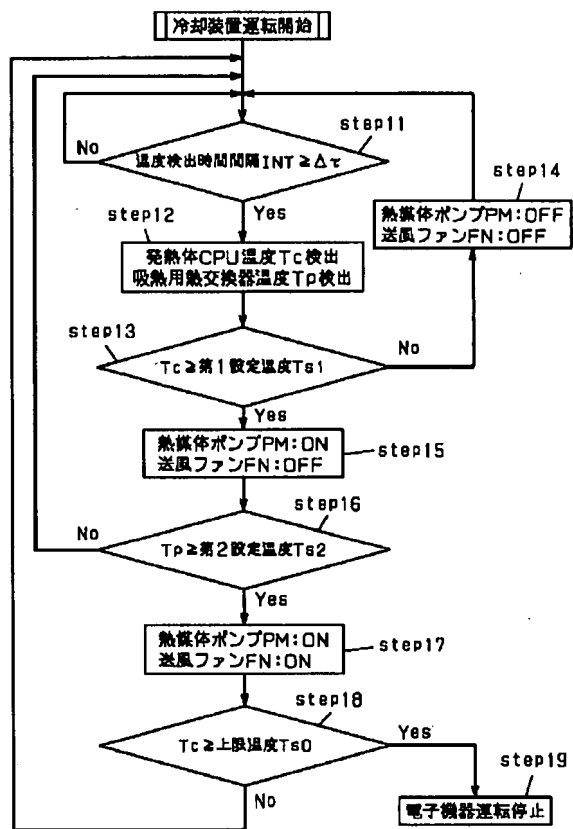 冷却装置運転開始
step11
No
温度検出時間間隔INT≧Δτ
step14
Yes
熱媒体ポンプPM:OFF
送風ファンFN:OFF
step12
発熱体CPU温度Tc検出
吸熱用熱交換器温度Tp検出
step13
No
Tc≧第1設定温度Ts1
Yes
熱媒体ポンプPM:ON
送風ファンFN:OFF
step15
step16
No
Tp≧第2設定温度Ts2
Yes
熱媒体ポンプPM:ON
送風ファンFN:ON
step17
step18
Tc≧上限温度Ts0
Yes
step19
No
電子機器運転停止